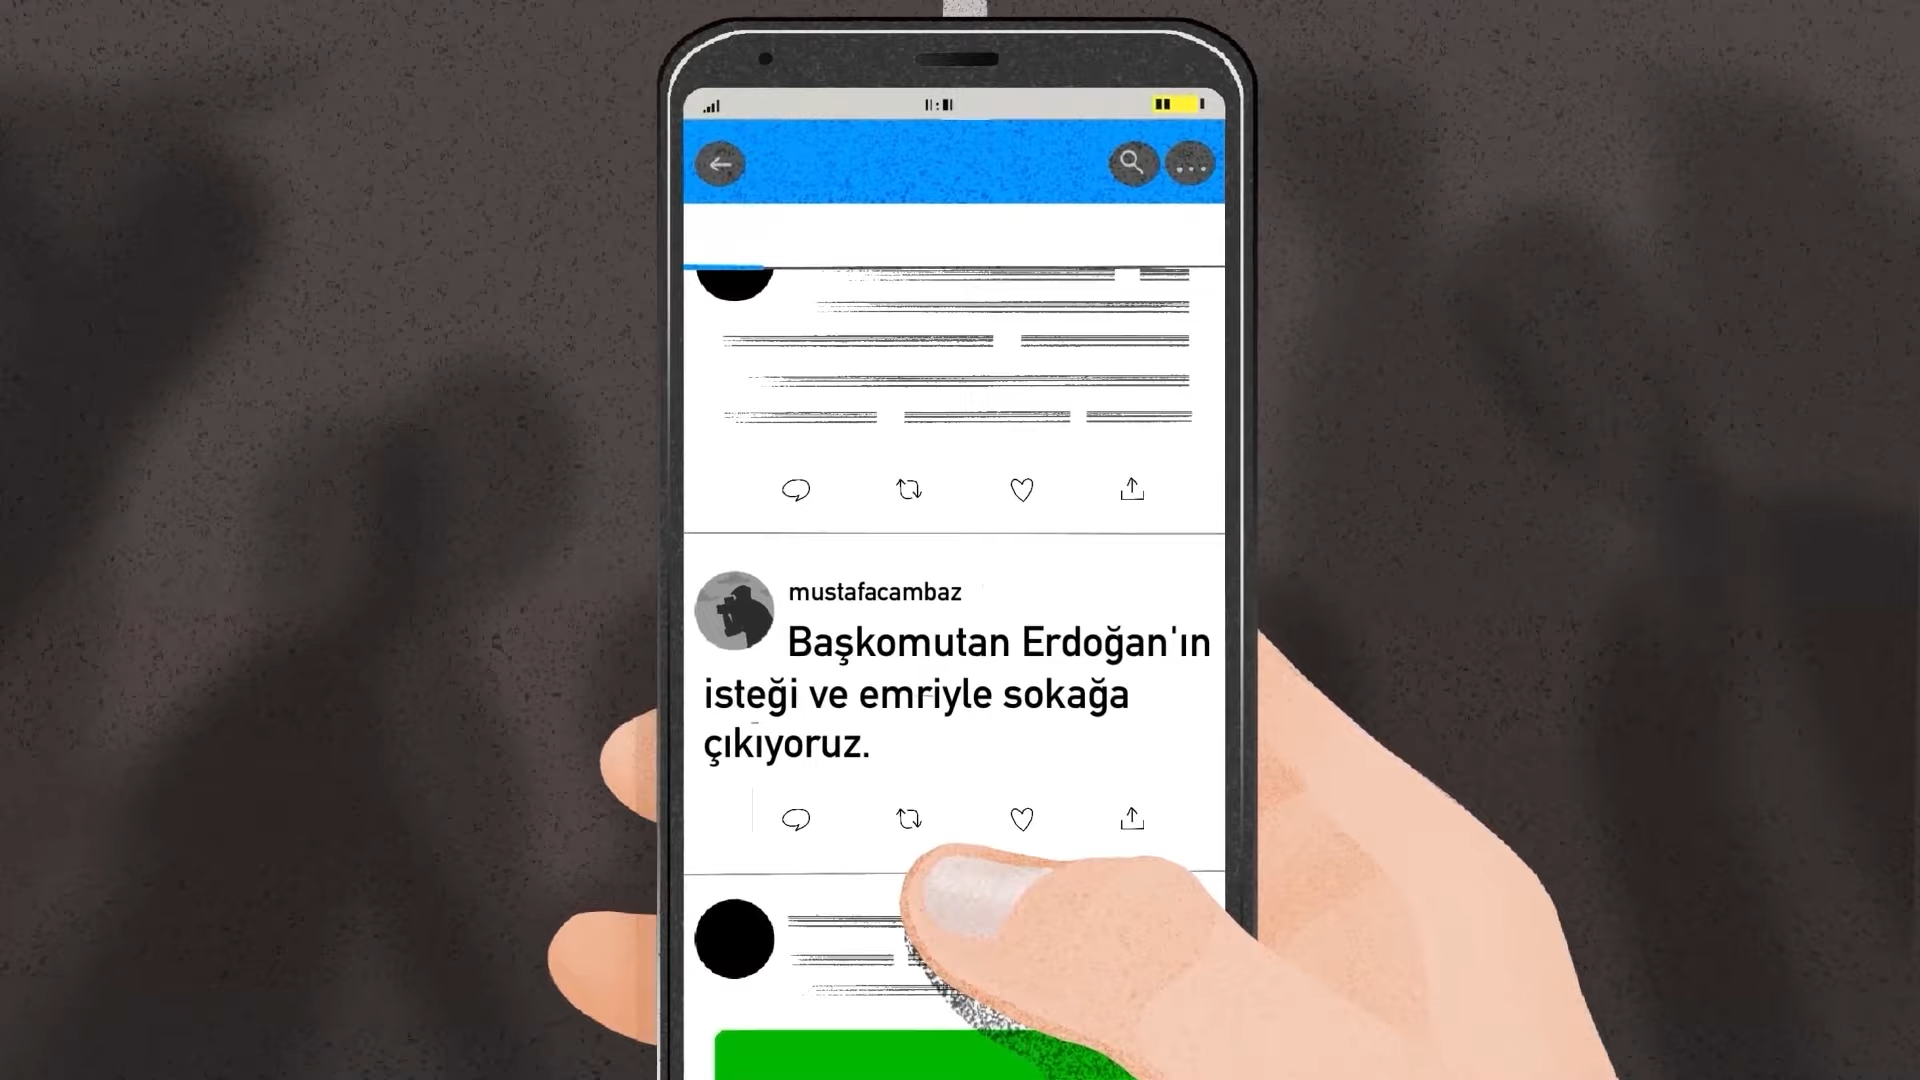 mustafacambaz
Başkomutan Erdoğan'ın
isteği ve emriyle sokağa
çıkıyoruz.